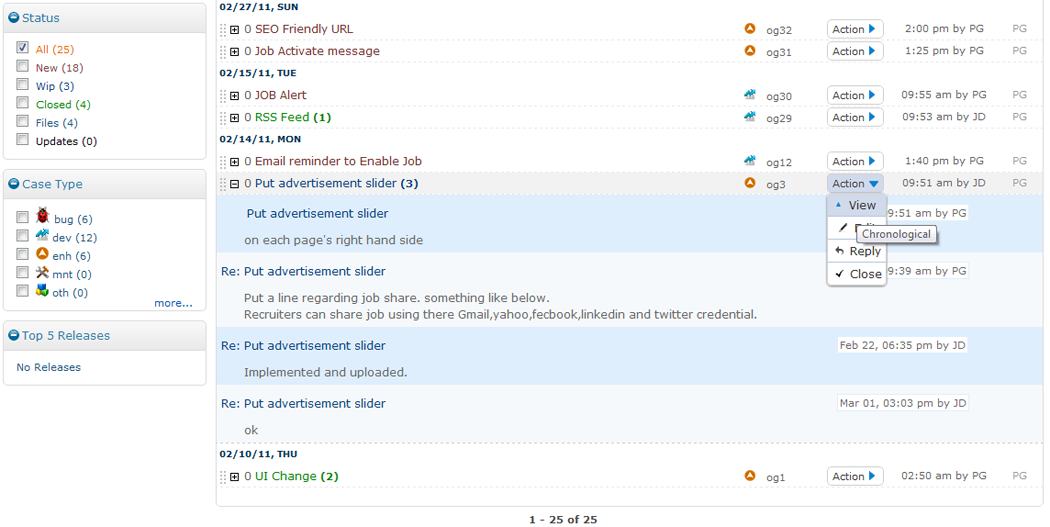 Status
All (25)
New (18)
Wip (3)
Closed (4)
Files (4)
Updates (0)
Case Type
bug (6)
dev (12)
enh (6)
mnt (0)
oth (0)
more...
Top 5 Releases
No Releases
02/27/11, SUN
0 SEO Friendly URL og32 Action 2:00 pm by PG PG
0 Job Activate message og31 Action 1:25 pm by PG PG
02/15/11, TUE
0 JOB Alert og30 Action 09:55 am by PG PG
0 RSS Feed (1) og29 Action 09:53 am by JD PG
02/14/11, MON
0 Email reminder to Enable Job og12 Action 1:40 pm by PG PG
0 Put advertisement slider (3) og3 Action 09:51 am by JD PG
View
Chronological
Reply
Close
Put advertisement slider 9:51 am by PG
on each page's right hand side
Re: Put advertisement slider 9:39 am by PG
Put a line regarding job share. something like below.
Recruiters can share job using there Gmail,yahoo,fecbook,linkedin and twitter credential.
Re: Put advertisement slider Feb 22, 06:35 pm by JD
Implemented and uploaded.
Re: Put advertisement slider Mar 01, 03:03 pm by JD
ok
02/10/11, THU
0 UI Change (2) og1 Action 02:50 am by PG PG
1 - 25 of 25